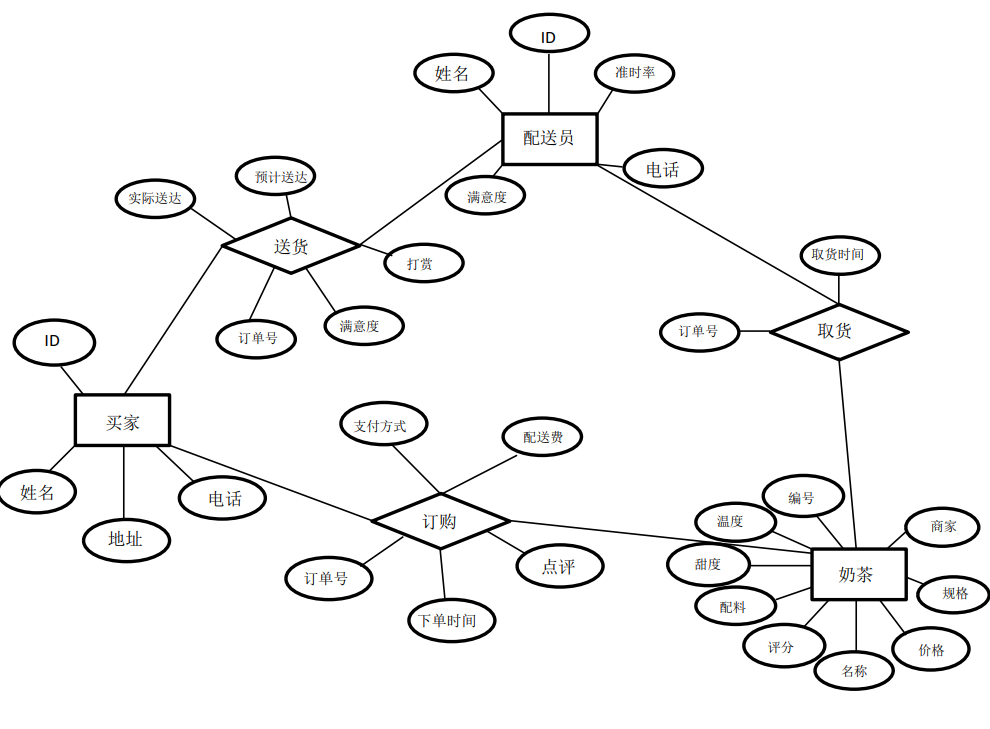 ID
姓名
准时率
配送员
电话
满意度
预计送达
实际送达
送货
打赏
订单号
满意度
取货时间
订单号
取货
ID
买家
姓名
地址
电话
支付方式
配送费
订购
订单号
下单时间
点评
编号
温度
商家
甜度
奶茶
配料
规格
评分
价格
名称